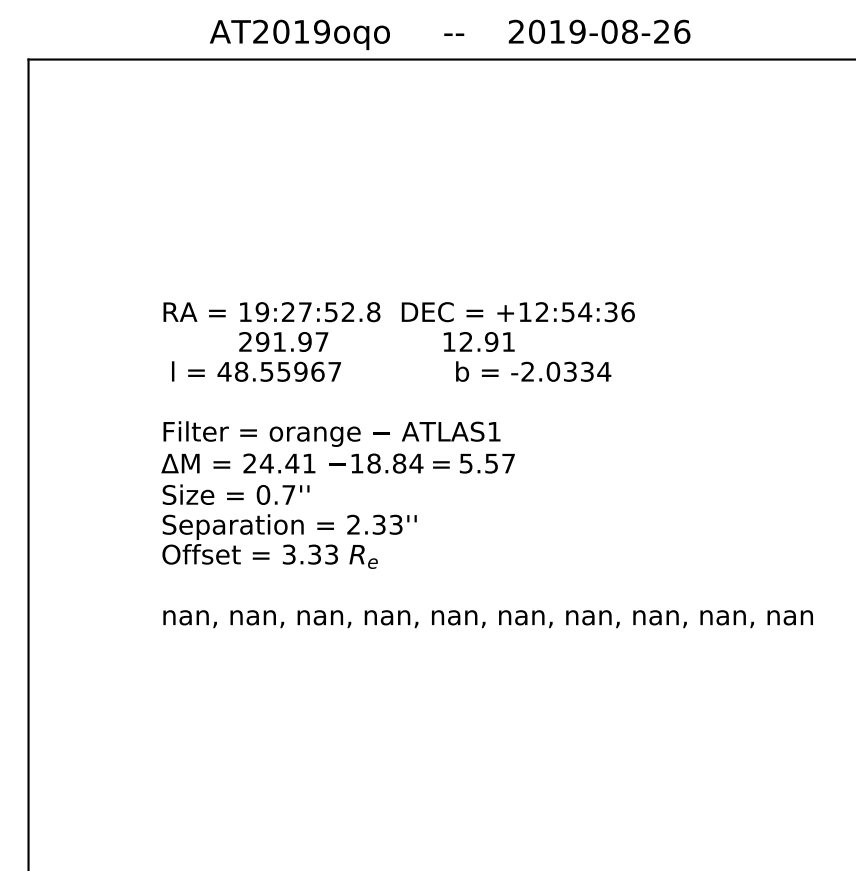 AT2019oqo -- 2019-08-26
RA = 19:27:52.8 DEC = +12:54:36
291.97 12.91
l = 48.55967 b = -2.0334
Filter = orange − ATLAS1
ΔM = 24.41 −18.84 = 5.57
Size = 0.7''
Separation = 2.33''
Offset = 3.33 Re
nan, nan, nan, nan, nan, nan, nan, nan, nan, nan